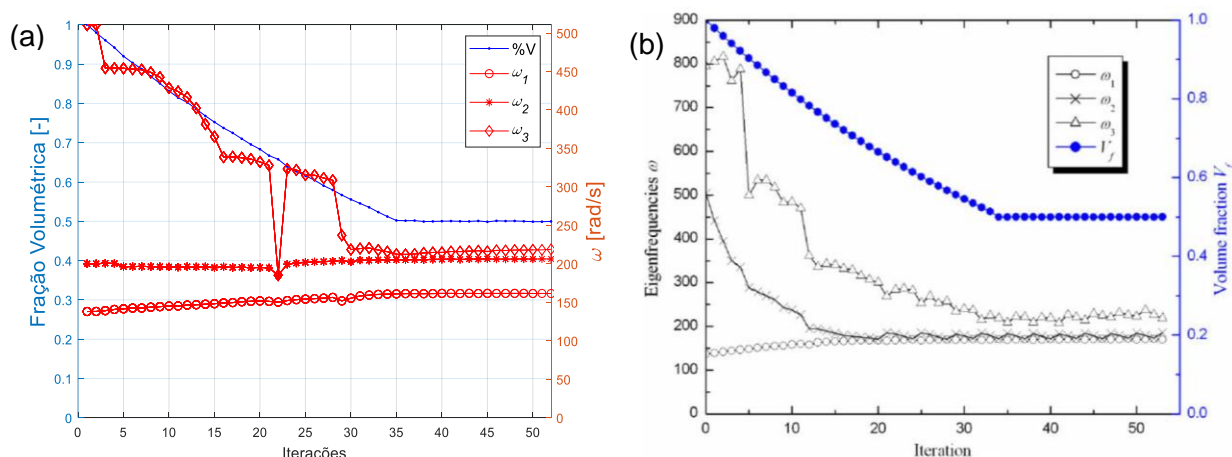 (a)
1
0.9
0.8
0.7
0.6
0.5
0.4
0.3
0.2
0.1
0
Fração Volumétrica [-]
0 5 10 15 20 25 30 35 40 45 50
Iterações
500
450
400
350
300
250
200
150
100
50
0
ω [rad/s]
%V
ω1
ω2
ω3
(b)
900
800
700
600
500
400
350
300
250
200
150
100
50
0
Eigenfrequencies ω
0 10 20 30 40 50
Iteration
1.0
0.8
0.6
0.4
0.2
0.0
Volume fraction Vf
ω1
ω2
ω3
Vf